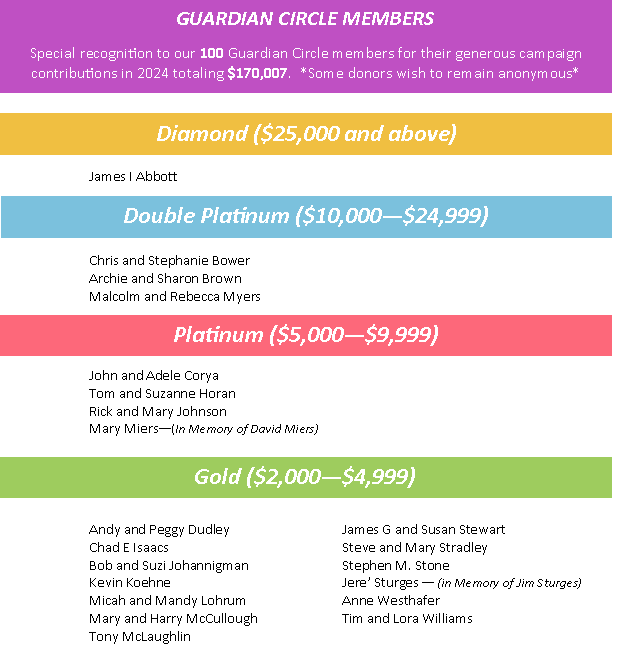 GUARDIAN CIRCLE MEMBERS
Special recognition to our 100 Guardian Circle members for their generous campaign
contributions in 2024 totaling $170,007. *Some donors wish to remain anonymous*
Diamond ($25,000 and above)
James I Abbott
Double Platinum ($10,000—$24,999)
Chris and Stephanie Bower
Archie and Sharon Brown
Malcolm and Rebecca Myers
Platinum ($5,000—$9,999)
John and Adele Corya
Tom and Suzanne Horan
Rick and Mary Johnson
Mary Miers—(In Memory of David Miers)
Gold ($2,000—$4,999)
Andy and Peggy Dudley
Chad E Isaacs
Bob and Suzi Johannigman
Kevin Koehne
Micah and Mandy Lohrum
Mary and Harry McCullough
Tony McLaughlin
James G and Susan Stewart
Steve and Mary Stradley
Stephen M. Stone
Jere’ Sturges — (in Memory of Jim Sturges)
Anne Westhafer
Tim and Lora Williams